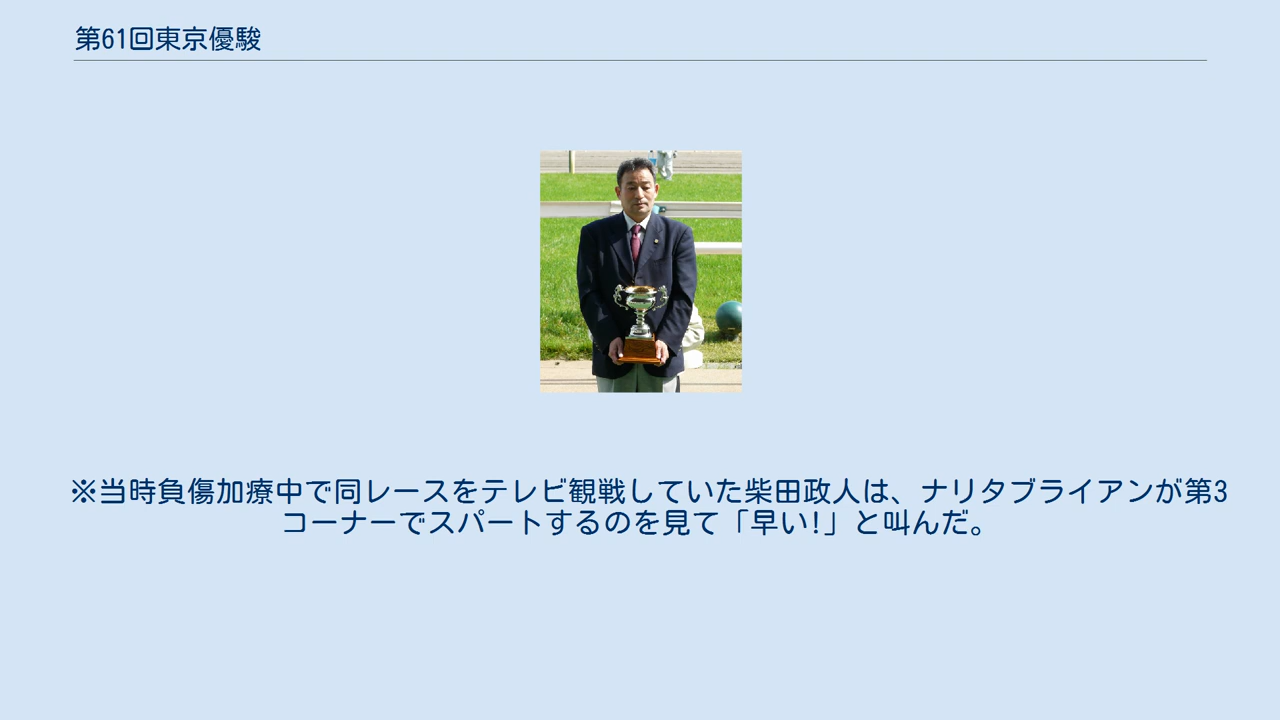 第61回東京優駿
※当時負傷加療中で同レースをテレビ観戦していた柴田政人は、ナリタブライアンが第3
コーナーでスパートするのを見て「早い!」と叫んだ。